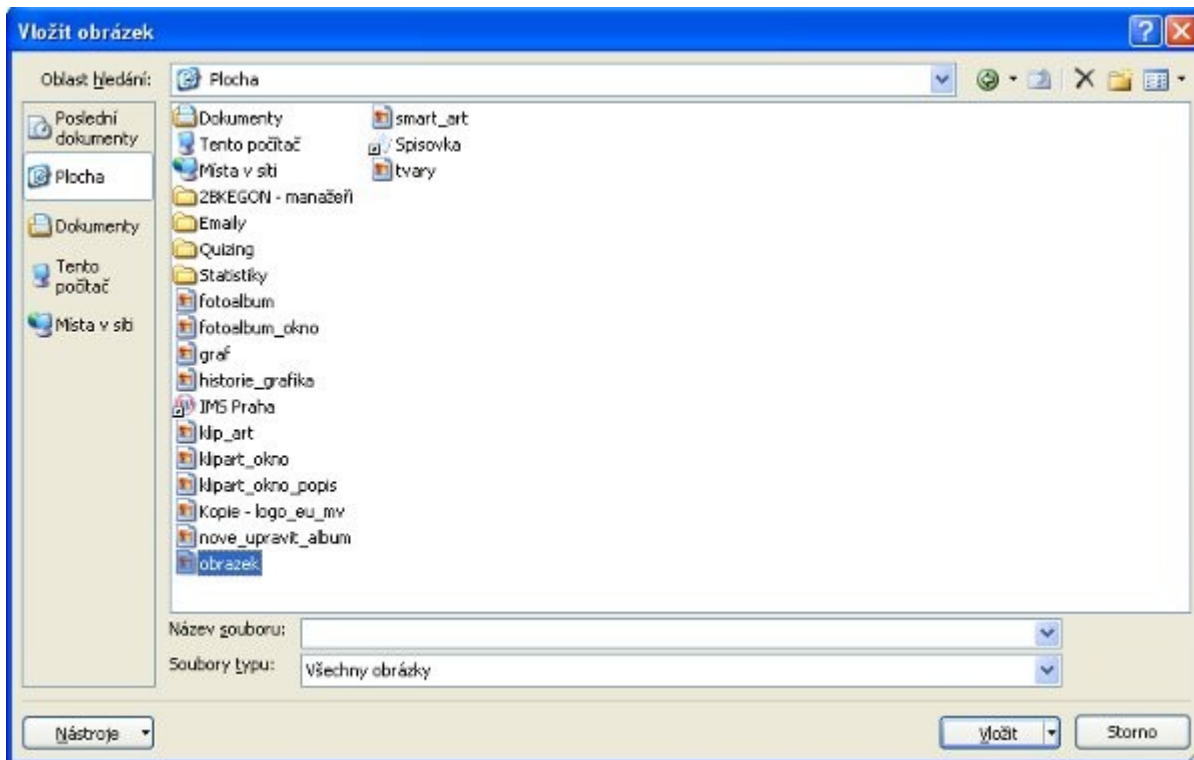 Vložit obrázek
Oblast hledání:
Plocha
Poslední
dokumenty
Plocha
Dokumenty
Tento
počítač
Místa v síti
Dokumenty
Tento počítač
Místa v síti
2BKEGON - manažeři
Emaily
Quizing
Statistiky
fotoalbum
fotoalbum_okno
graf
historie_grafika
IMS Praha
klip_art
klipart_okno
klipart_okno_popis
Kopie - logo_eu_mv
nove_upravit_album
obrazek
smart_art
Spisovka
tvary
Název souboru:
Soubory typu:
Všechny obrázky
Nástroje
Vložit
Storno